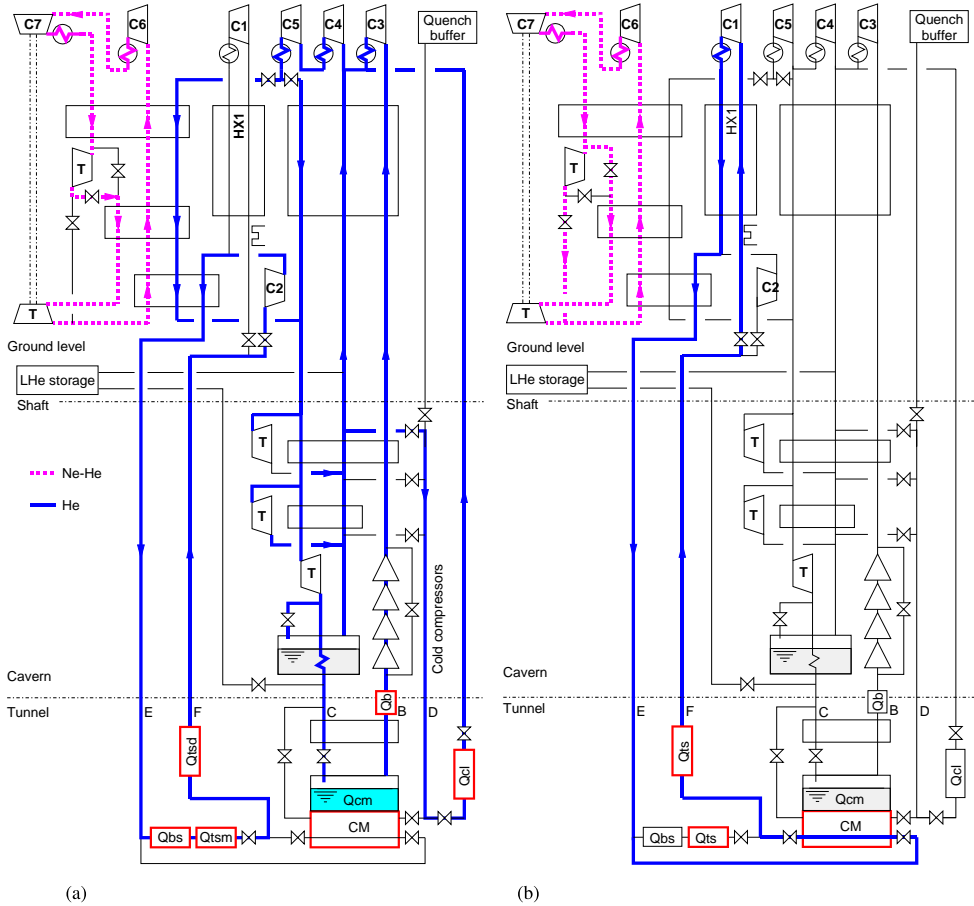 C7
C6
C1
C5
C4
C3
Quench
buffer
HX1
T
C2
T
Ground level
LHe storage
Shaft
T
Ne-He
He
T
T
Cold compressors
Cavern
Tunnel
E
F
C
Qb
B
D
Qtsd
Qcl
Qcm
CM
Qbs
Qtsm
(a)
C7
C6
C1
C5
C4
C3
Quench
buffer
HX1
T
C2
T
Ground level
LHe storage
Shaft
T
T
T
Cavern
Tunnel
E
F
C
Qb
B
D
Qts
Qcl
Qcm
CM
Qbs
Qts
(b)